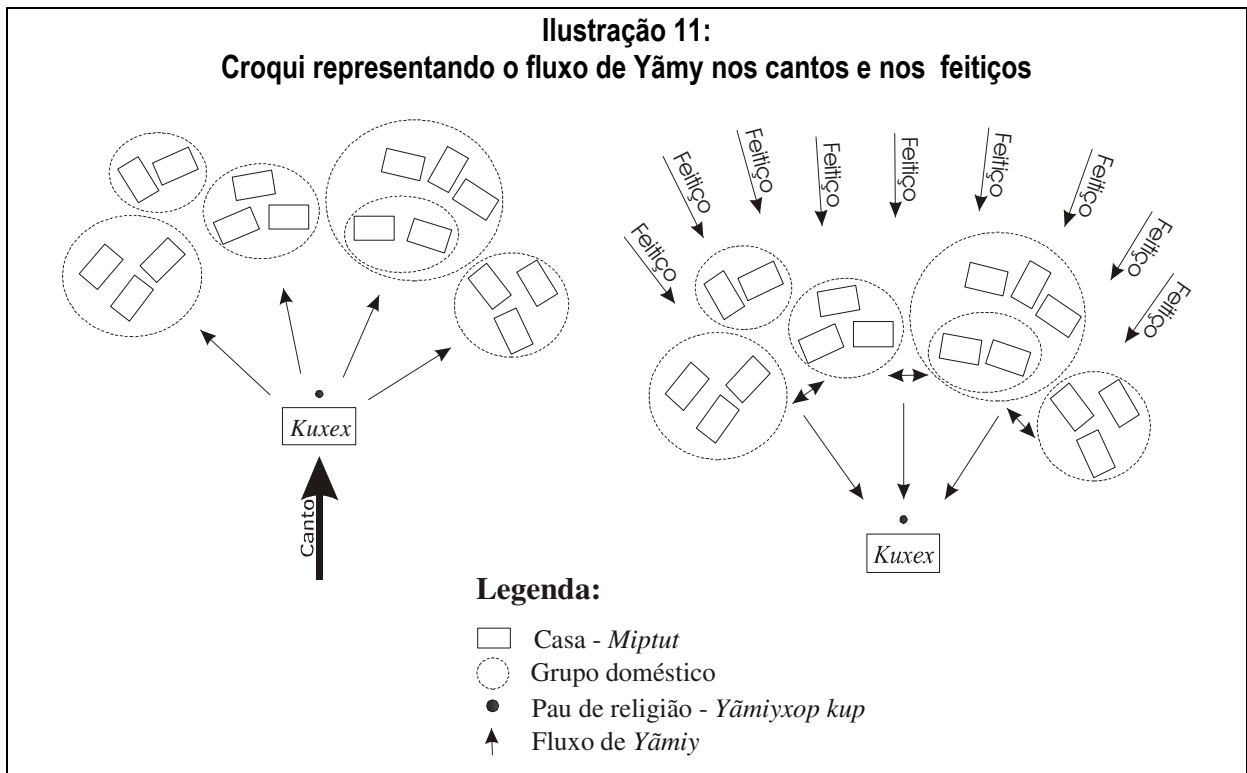 Ilustração 11:
Croqui representando o fluxo de Yãmy nos cantos e nos feitiços
Kuxex
Canto
Feitiço
Feitiço
Feitiço
Feitiço
Feitiço
Feitiço
Feitiço
Feitiço
Feitiço
Kuxex
Legenda:
Casa - Miptut
Grupo doméstico
Pau de religião - Yãmiyxop kup
Fluxo de Yãmiy